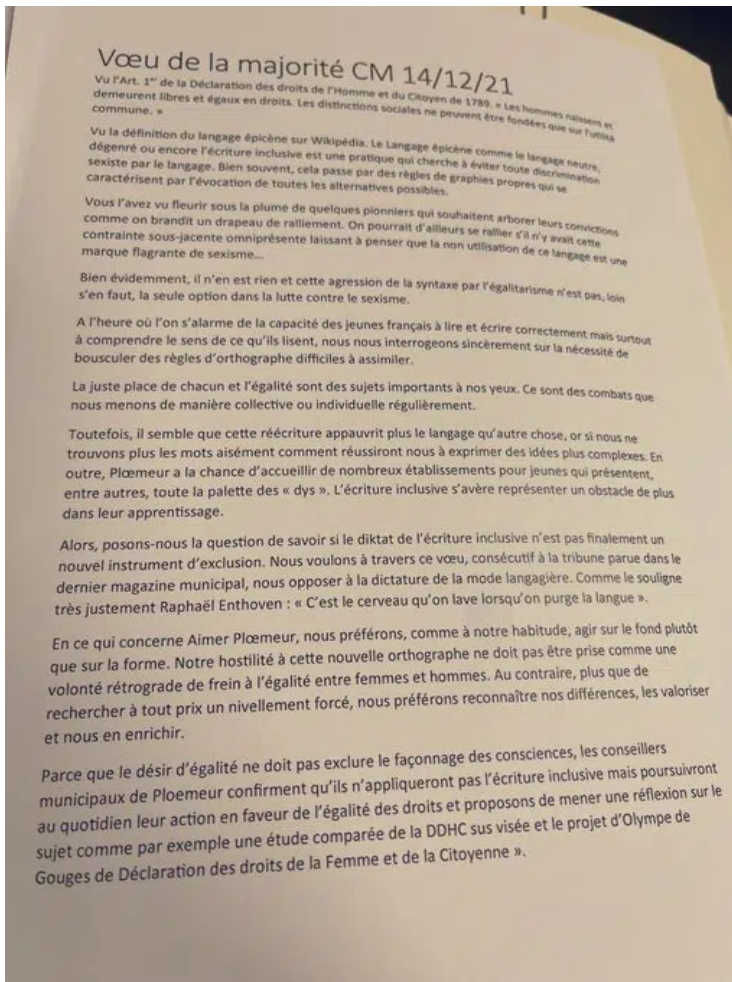 Vœu de la majorité CM 14/12/21
Vu l'Art. 1er de la Déclaration des droits de l'Homme et du Citoyen de 1789. « Les hommes naissent et
demeurent libres et égaux en droits. Les distinctions sociales ne peuvent être fondées que sur l'utilité
commune. »
Vu la définition du langage épicène sur Wikipédia. Le Langage épicène comme le langage neutre,
dégenré ou encore l'écriture inclusive est une pratique qui cherche à éviter toute discrimination
sexiste par le langage. Bien souvent, cela passe par des règles de graphies propres qui se
caractérisent par l'évocation de toutes les alternatives possibles.
Vous l'avez vu fleurir sous la plume de quelques pionniers qui souhaitent arborer leurs convictions
comme on brandit un drapeau de ralliement. On pourrait d'ailleurs se rallier s'il n'y avait cette
contrainte sous-jacente omniprésente laissant à penser que la non utilisation de ce langage est une
marque flagrante de sexisme...
Bien évidemment, il n'en est rien et cette agression de la syntaxe par l'égalitarisme n'est pas, loin
s'en faut, la seule option dans la lutte contre le sexisme.
A l'heure où l'on s'alarme de la capacité des jeunes français à lire et écrire correctement mais surtout
à comprendre le sens de ce qu'ils lisent, nous nous interrogeons sincèrement sur la nécessité de
bousculer des règles d'orthographe difficiles à assimiler.
La juste place de chacun et l'égalité sont des sujets importants à nos yeux. Ce sont des combats que
nous menons de manière collective ou individuelle régulièrement.
Toutefois, il semble que cette réécriture appauvrit plus le langage qu'autre chose, or si nous ne
trouvons plus les mots aisément comment réussiront nous à exprimer des idées plus complexes. En
outre, Plœmeur a la chance d'accueillir de nombreux établissements pour jeunes qui présentent,
entre autres, toute la palette des « dys ». L'écriture inclusive s'avère représenter un obstacle de plus
dans leur apprentissage.
Alors, posons-nous la question de savoir si le diktat de l'écriture inclusive n'est pas finalement un
nouvel instrument d'exclusion. Nous voulons à travers ce vœu, consécutif à la tribune parue dans le
dernier magazine municipal, nous opposer à la dictature de la mode langagière. Comme le souligne
très justement Raphaël Enthoven : « C'est le cerveau qu'on lave lorsqu'on purge la langue ».
En ce qui concerne Aimer Plœmeur, nous préférons, comme à notre habitude, agir sur le fond plutôt
que sur la forme. Notre hostilité à cette nouvelle orthographe ne doit pas être prise comme une
volonté rétrograde de frein à l'égalité entre femmes et hommes. Au contraire, plus que de
rechercher à tout prix un nivellement forcé, nous préférons reconnaître nos différences, les valoriser
et nous en enrichir.
Parce que le désir d'égalité ne doit pas exclure le façonnage des consciences, les conseillers
municipaux de Ploemeur confirment qu'ils n'appliqueront pas l'écriture inclusive mais poursuivront
au quotidien leur action en faveur de l'égalité des droits et proposons de mener une réflexion sur le
sujet comme par exemple une étude comparée de la DDHC sus visée et le projet d'Olympe de
Gouges de Déclaration des droits de la Femme et de la Citoyenne ».